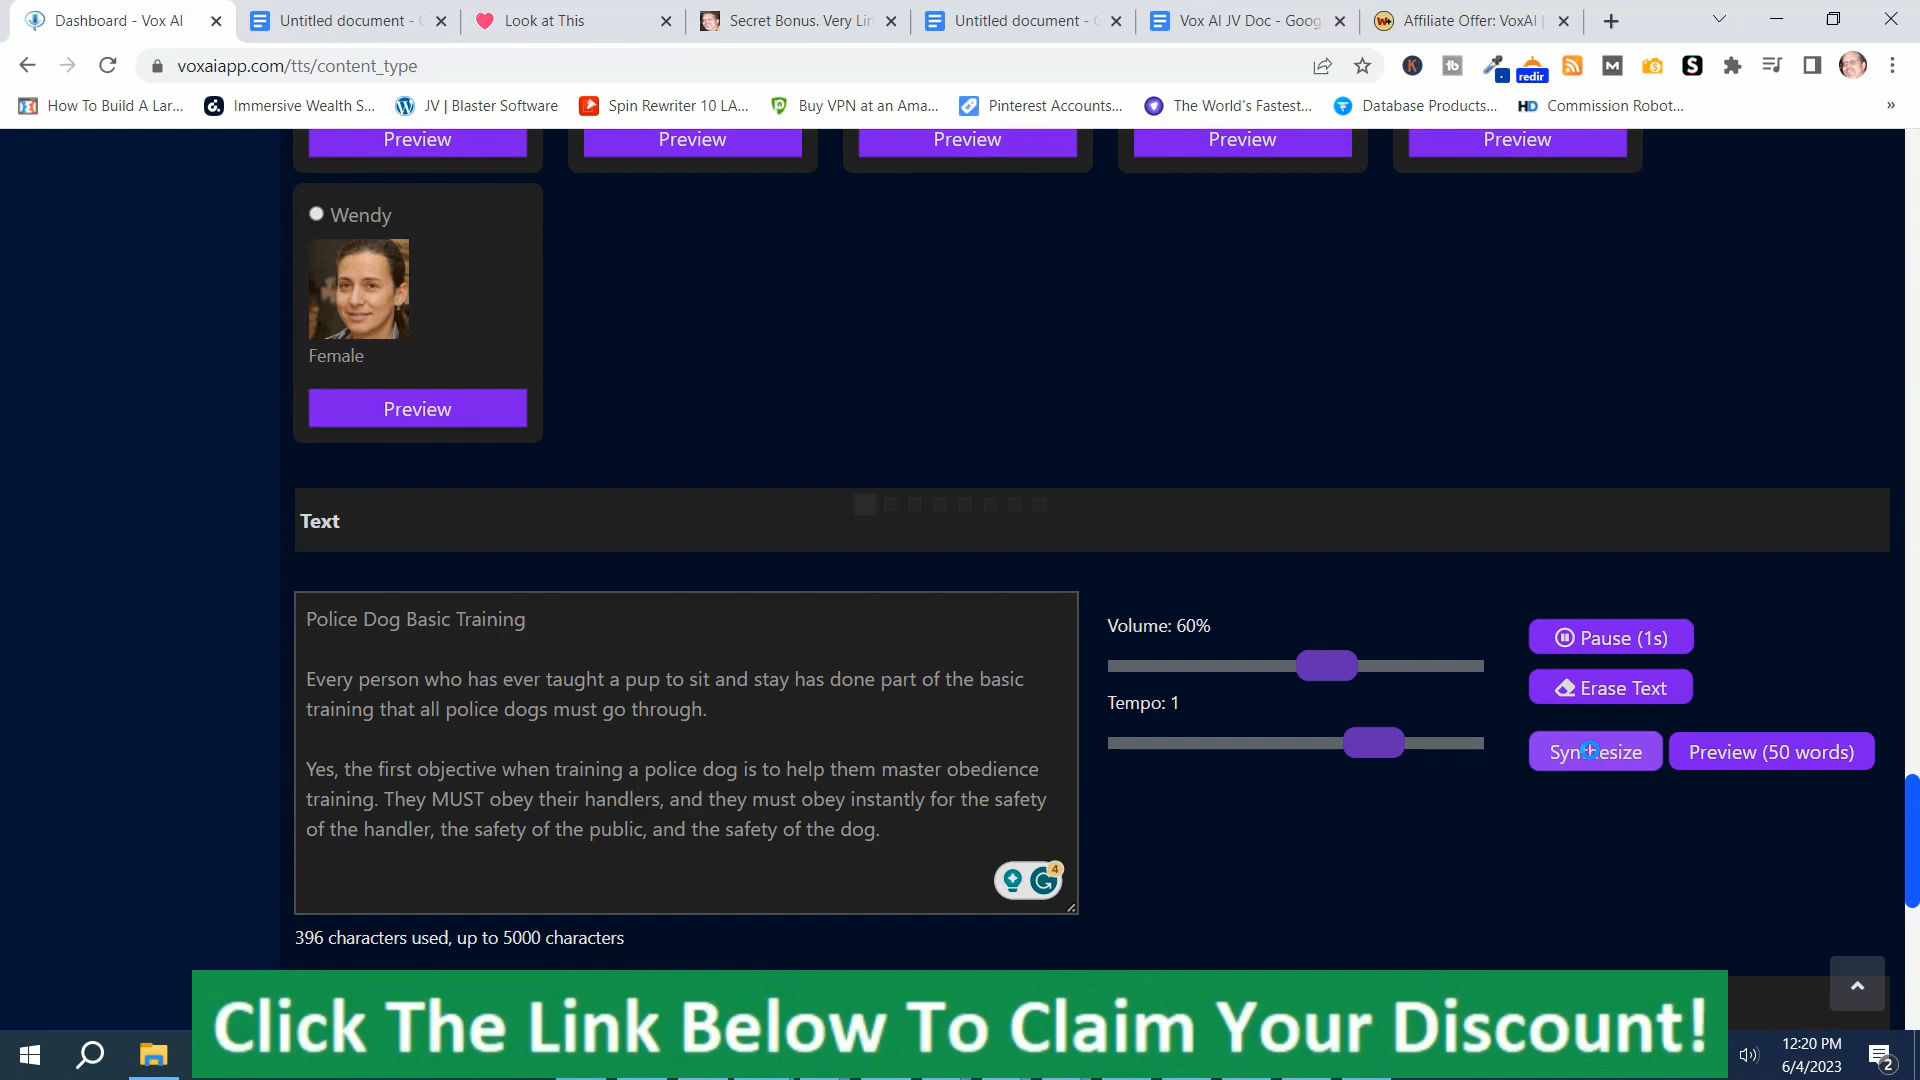 Dashboard - Vox AI
Untitled document -
Look at This
Secret Bonus. Very Lin
Untitled document -
Vox AI JV Doc - Goog
Affiliate Offer: VoxAI |
voxaiapp.com/tts/content_type
redir
How To Build A Lar...
Immersive Wealth S...
JV | Blaster Software
Spin Rewriter 10 LA...
Buy VPN at an Ama...
Pinterest Accounts...
The World's Fastest...
Database Products...
HD Commission Robot...
Preview
Preview
Preview
Preview
Preview
Wendy
Female
Preview
Text
Police Dog Basic Training
Every person who has ever taught a pup to sit and stay has done part of the basic
training that all police dogs must go through.
Yes, the first objective when training a police dog is to help them master obedience
training. They MUST obey their handlers, and they must obey instantly for the safety
of the handler, the safety of the public, and the safety of the dog.
4
Volume: 60%
Tempo: 1
Pause (1s)
Erase Text
Synthesize
Preview (50 words)
396 characters used, up to 5000 characters
Click The Link Below To Claim Your Discount!
12:20 PM
6/4/2023
2